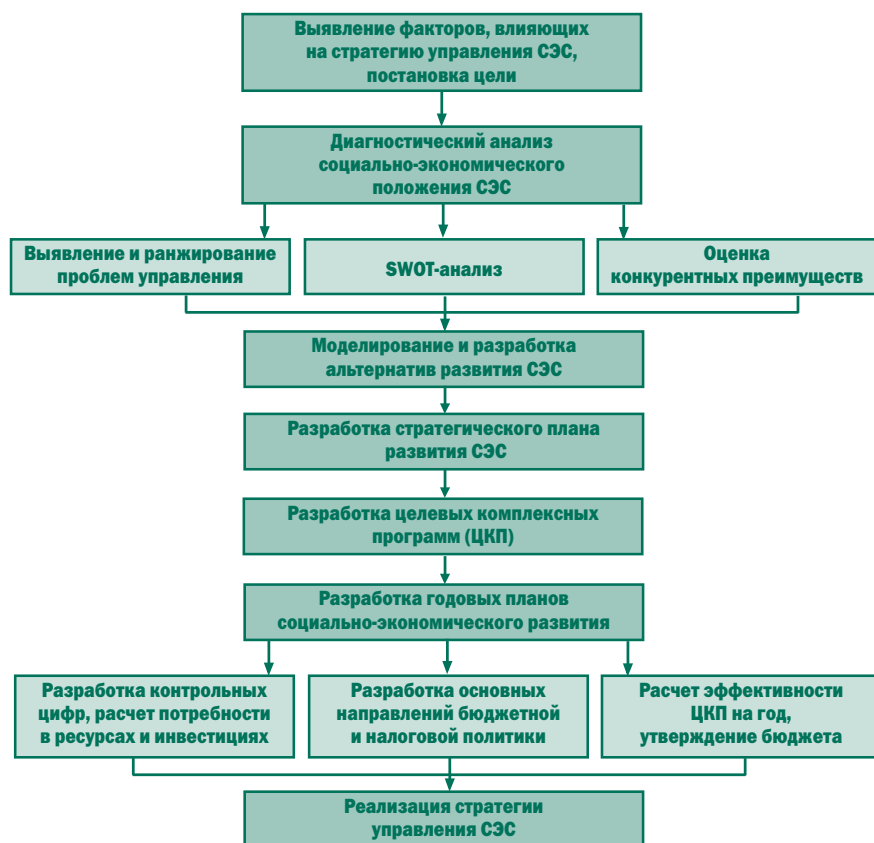 Выявление факторов, влияющих
на стратегию управления СЭС,
постановка цели
Диагностический анализ
социально-экономического
положения СЭС
Выявление и ранжирование
проблем управления
SWOT-анализ
Оценка
конкурентных преимуществ
Моделирование и разработка
альтернатив развития СЭС
Разработка стратегического плана
развития СЭС
Разработка целевых комплексных
программ (ЦКП)
Разработка годовых планов
социально-экономического развития
Разработка контрольных
цифр, расчет потребности
в ресурсах и инвестициях
Разработка основных
направлений бюджетной
и налоговой политики
Расчет эффективности
ЦКП на год,
утверждение бюджета
Реализация стратегии
управления СЭС